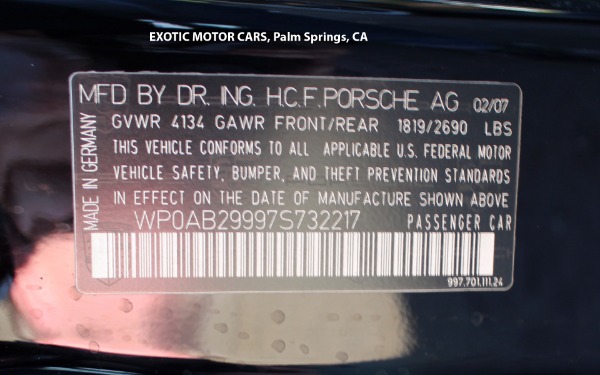 EXOTIC MOTOR CARS, Palm Springs, CA
MFD BY DR. ING. H.C.F. PORSCHE AG 02/07
GVWR 4134 GAWR FRONT/REAR 1819/2690 LBS
THIS VEHICLE CONFORMS TO ALL APPLICABLE U.S. FEDERAL MOTOR
VEHICLE SAFETY, BUMPER, AND THEFT PREVENTION STANDARDS
IN EFFECT ON THE DATE OF MANUFACTURE SHOWN ABOVE
WP0AB29997S732217 PASSENGER CAR
997.701.111.24
MADE IN GERMANY